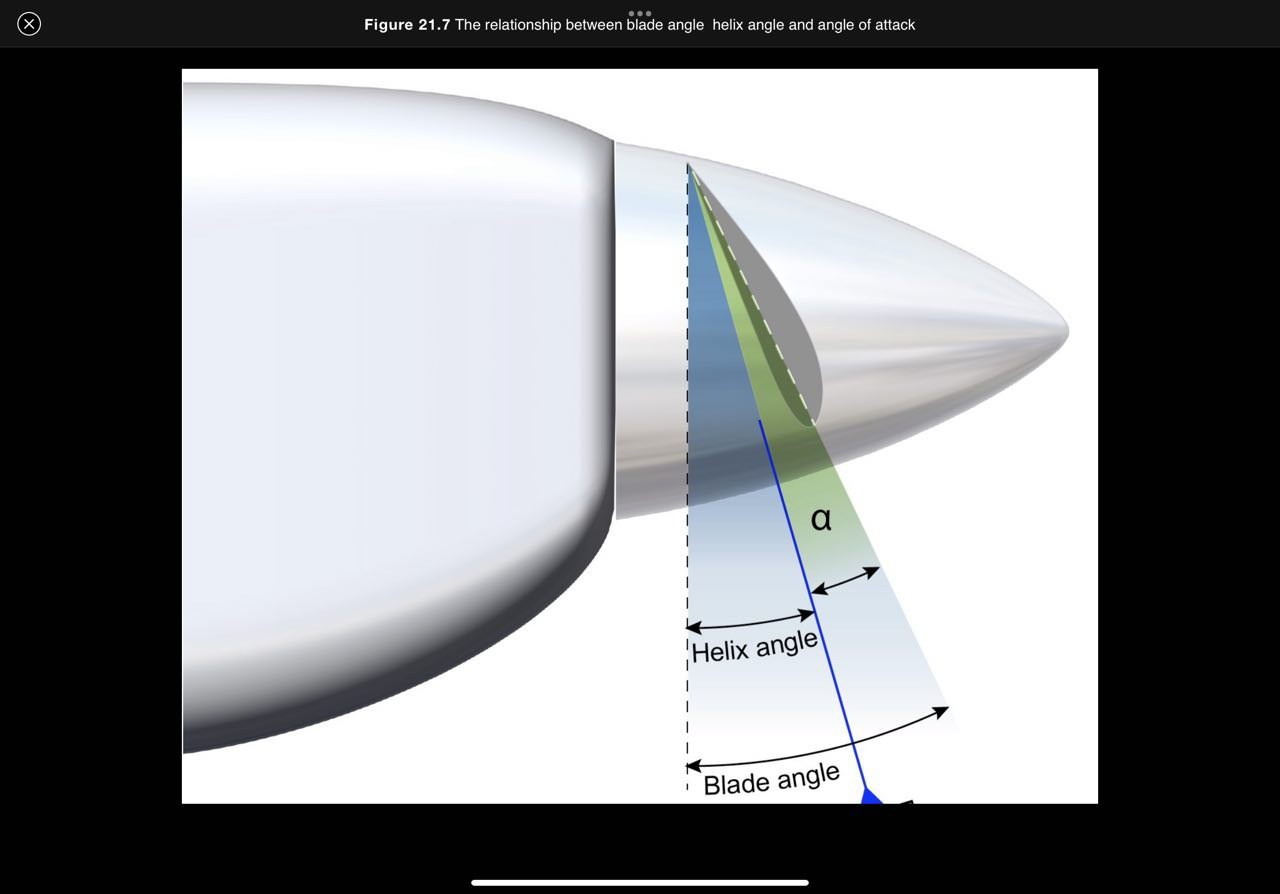 Figure 21.7 The relationship between blade angle  helix angle and angle of attack
α
Helix angle
Blade angle